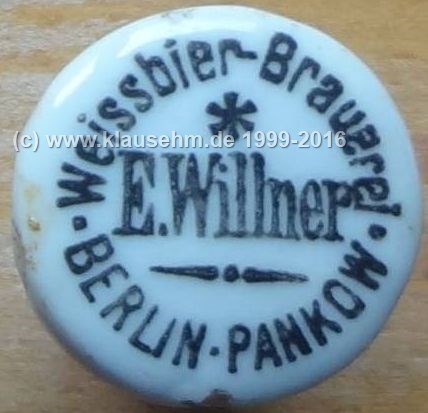 · Weissbier-Brauerei ·
*
E. Willner
BERLIN · PANKOW
(c) www.klausehm.de 1999-2016